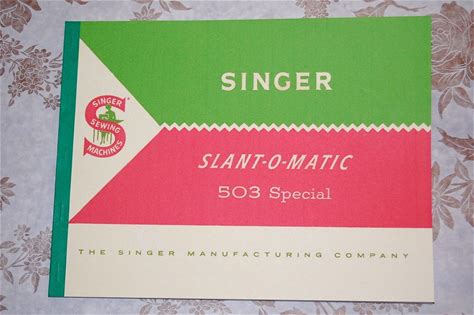 SINGER
SINGER
SEWING
MACHINES
SLANT-O-MATIC
503 Special
THE SINGER MANUFACTURING COMPANY